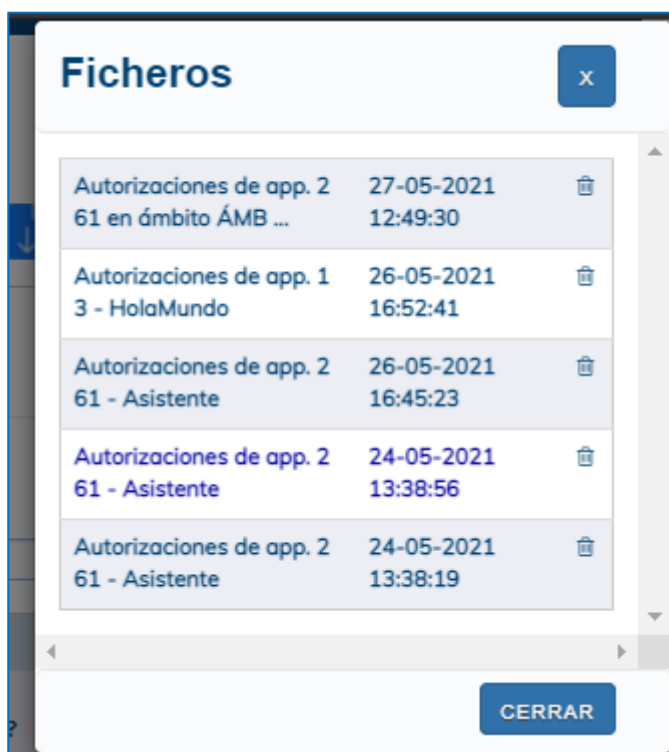 Ficheros
x
Autorizaciones de app. 2 27-05-2021
61 en ámbito ÁMB ... 12:49:30
Autorizaciones de app. 1 26-05-2021
3 - HolaMundo 16:52:41
Autorizaciones de app. 2 26-05-2021
61 - Asistente 16:45:23
Autorizaciones de app. 2 24-05-2021
61 - Asistente 13:38:56
Autorizaciones de app. 2 24-05-2021
61 - Asistente 13:38:19
CERRAR
?